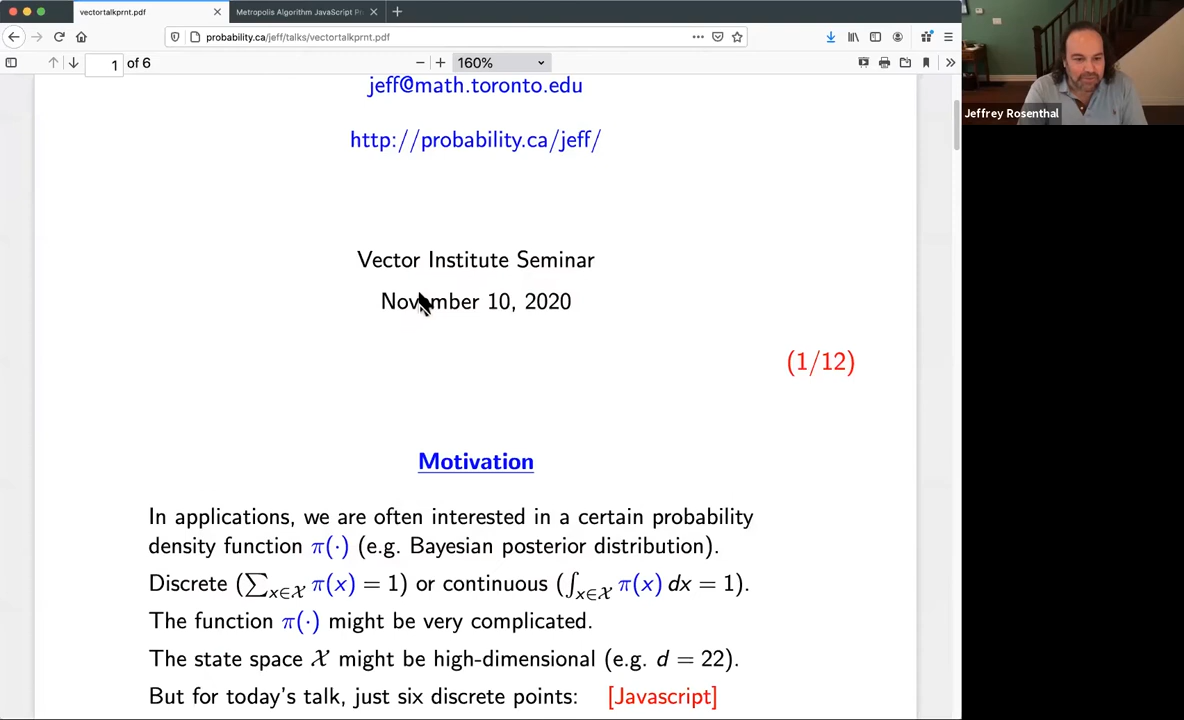 vectortalkprnt.pdf
Metropolis Algorithm JavaScript P
probability.ca/jeff/talks/vectortalkprnt.pdf
1 of 6
160%
jeff@math.toronto.edu
http://probability.ca/jeff/
Vector Institute Seminar
November 10, 2020
(1/12)
Motivation
In applications, we are often interested in a certain probability
density function π(·) (e.g. Bayesian posterior distribution).
Discrete (∑x∈𝒳 π(x) = 1) or continuous (∫x∈𝒳 π(x) dx = 1).
The function π(·) might be very complicated.
The state space 𝒳 might be high-dimensional (e.g. d = 22).
But for today's talk, just six discrete points: [Javascript]
Jeffrey Rosenthal